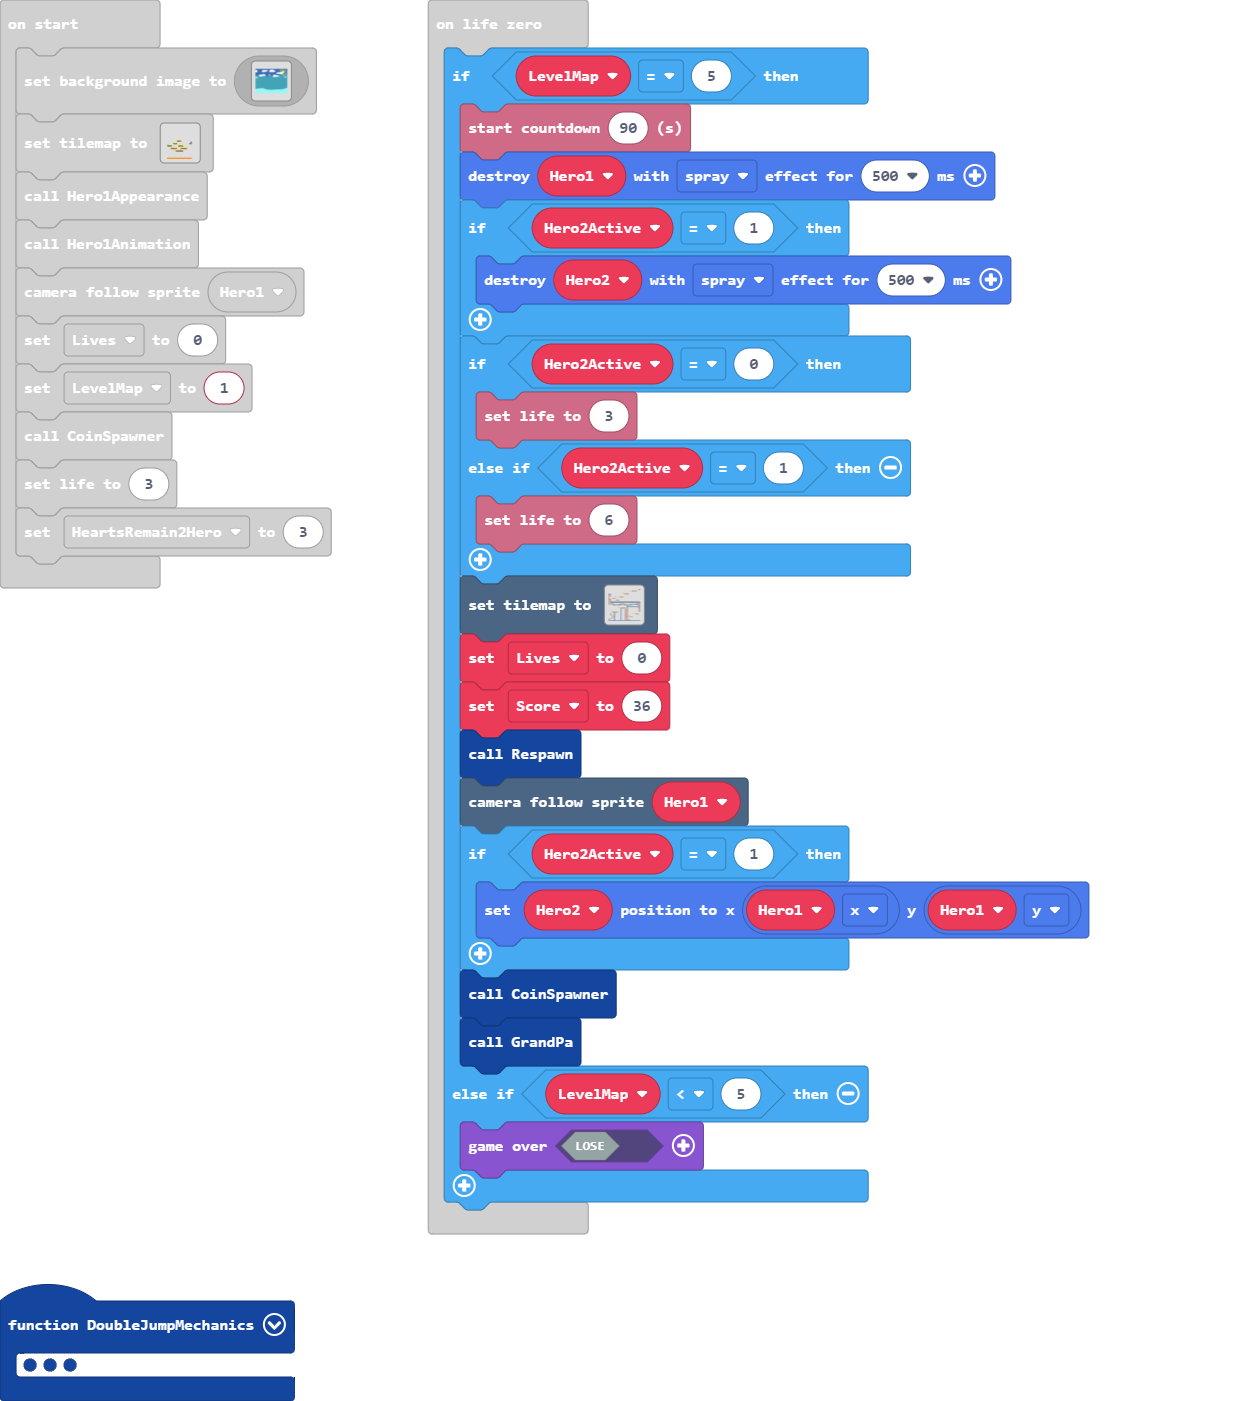 on start
set background image to
set tilemap to
call Hero1Appearance
call Hero1Animation
camera follow sprite Hero1
set Lives to 0
set LevelMap to 1
call CoinSpawner
set life to 3
set HeartsRemain2Hero to 3
on life zero
if LevelMap = 5 then
start countdown 90 (s)
destroy Hero1 with spray effect for 500 ms
if Hero2Active = 1 then
destroy Hero2 with spray effect for 500 ms
if Hero2Active = 0 then
set life to 3
else if Hero2Active = 1 then
set life to 6
set tilemap to
set Lives to 0
set Score to 36
call Respawn
camera follow sprite Hero1
if Hero2Active = 1 then
set Hero2 position to x Hero1 x y Hero1 y
call CoinSpawner
call GrandPa
else if LevelMap < 5 then
game over LOSE
function DoubleJumpMechanics